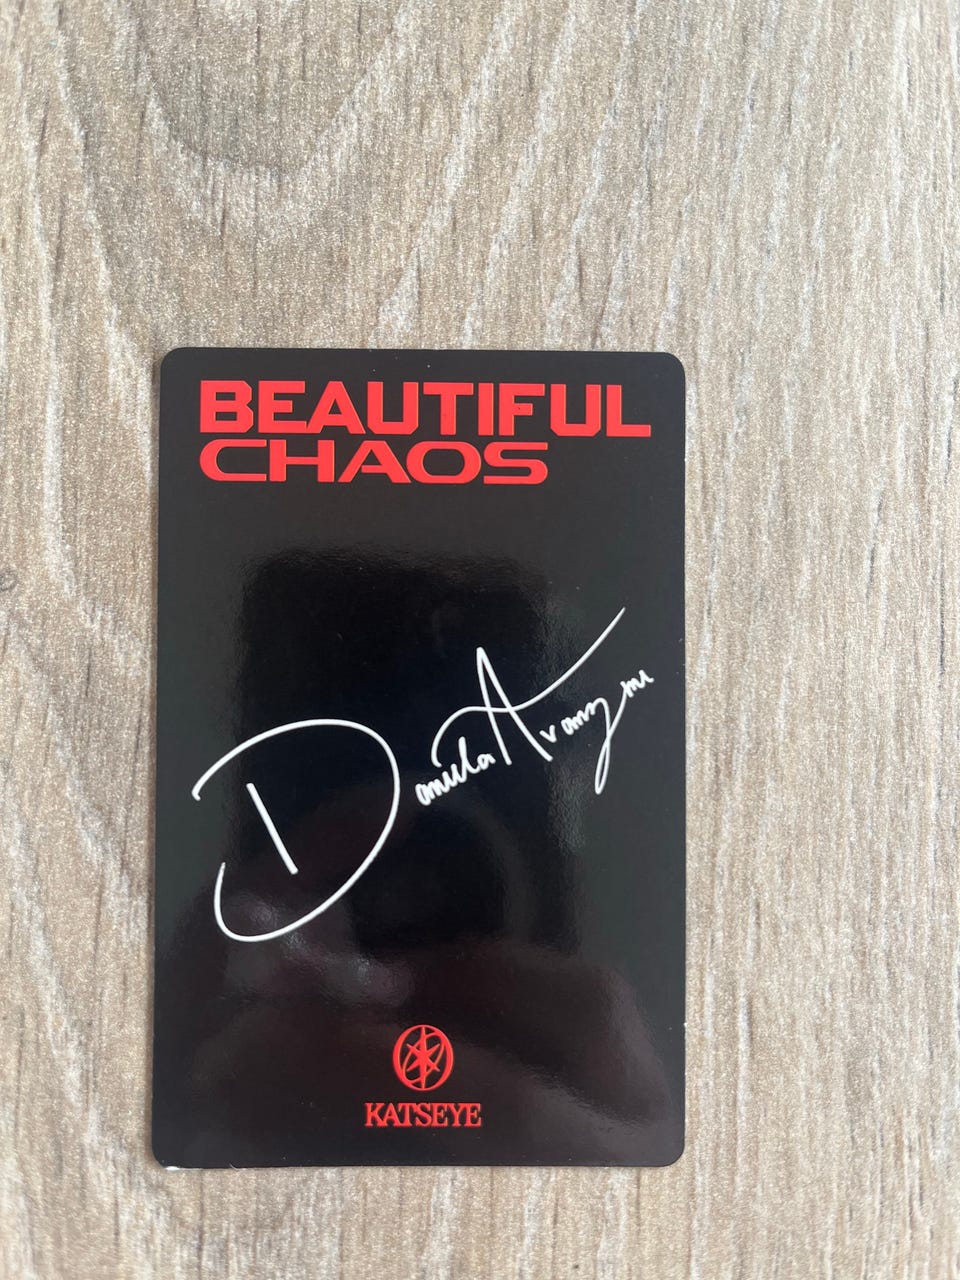 BEAUTIFUL
CHAOS
Daniela Avanzini
KATSEYE